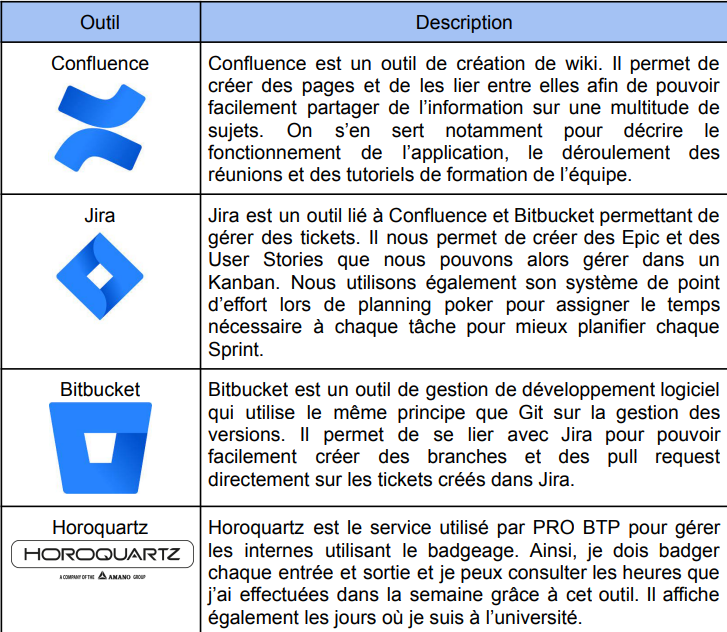 Outil
Description
Confluence
Confluence est un outil de création de wiki. Il permet de
créer des pages et de les lier entre elles afin de pouvoir
facilement partager de l’information sur une multitude de
sujets. On s’en sert notamment pour décrire le
fonctionnement de l’application, le déroulement des
réunions et des tutoriels de formation de l’équipe.
Jira
Jira est un outil lié à Confluence et Bitbucket permettant de
gérer des tickets. Il nous permet de créer des Epic et des
User Stories que nous pouvons alors gérer dans un
Kanban. Nous utilisons également son système de point
d’effort lors de planning poker pour assigner le temps
nécessaire à chaque tâche pour mieux planifier chaque
Sprint.
Bitbucket
Bitbucket est un outil de gestion de développement logiciel
qui utilise le même principe que Git sur la gestion des
versions. Il permet de se lier avec Jira pour pouvoir
facilement créer des branches et des pull request
directement sur les tickets créés dans Jira.
Horoquartz
HOROQUARTZ
A COMPANY OF THE AMANO GROUP
Horoquartz est le service utilisé par PRO BTP pour gérer
les internes utilisant le badgeage. Ainsi, je dois badger
chaque entrée et sortie et je peux consulter les heures que
j’ai effectuées dans la semaine grâce à cet outil. Il affiche
également les jours où je suis à l’université.